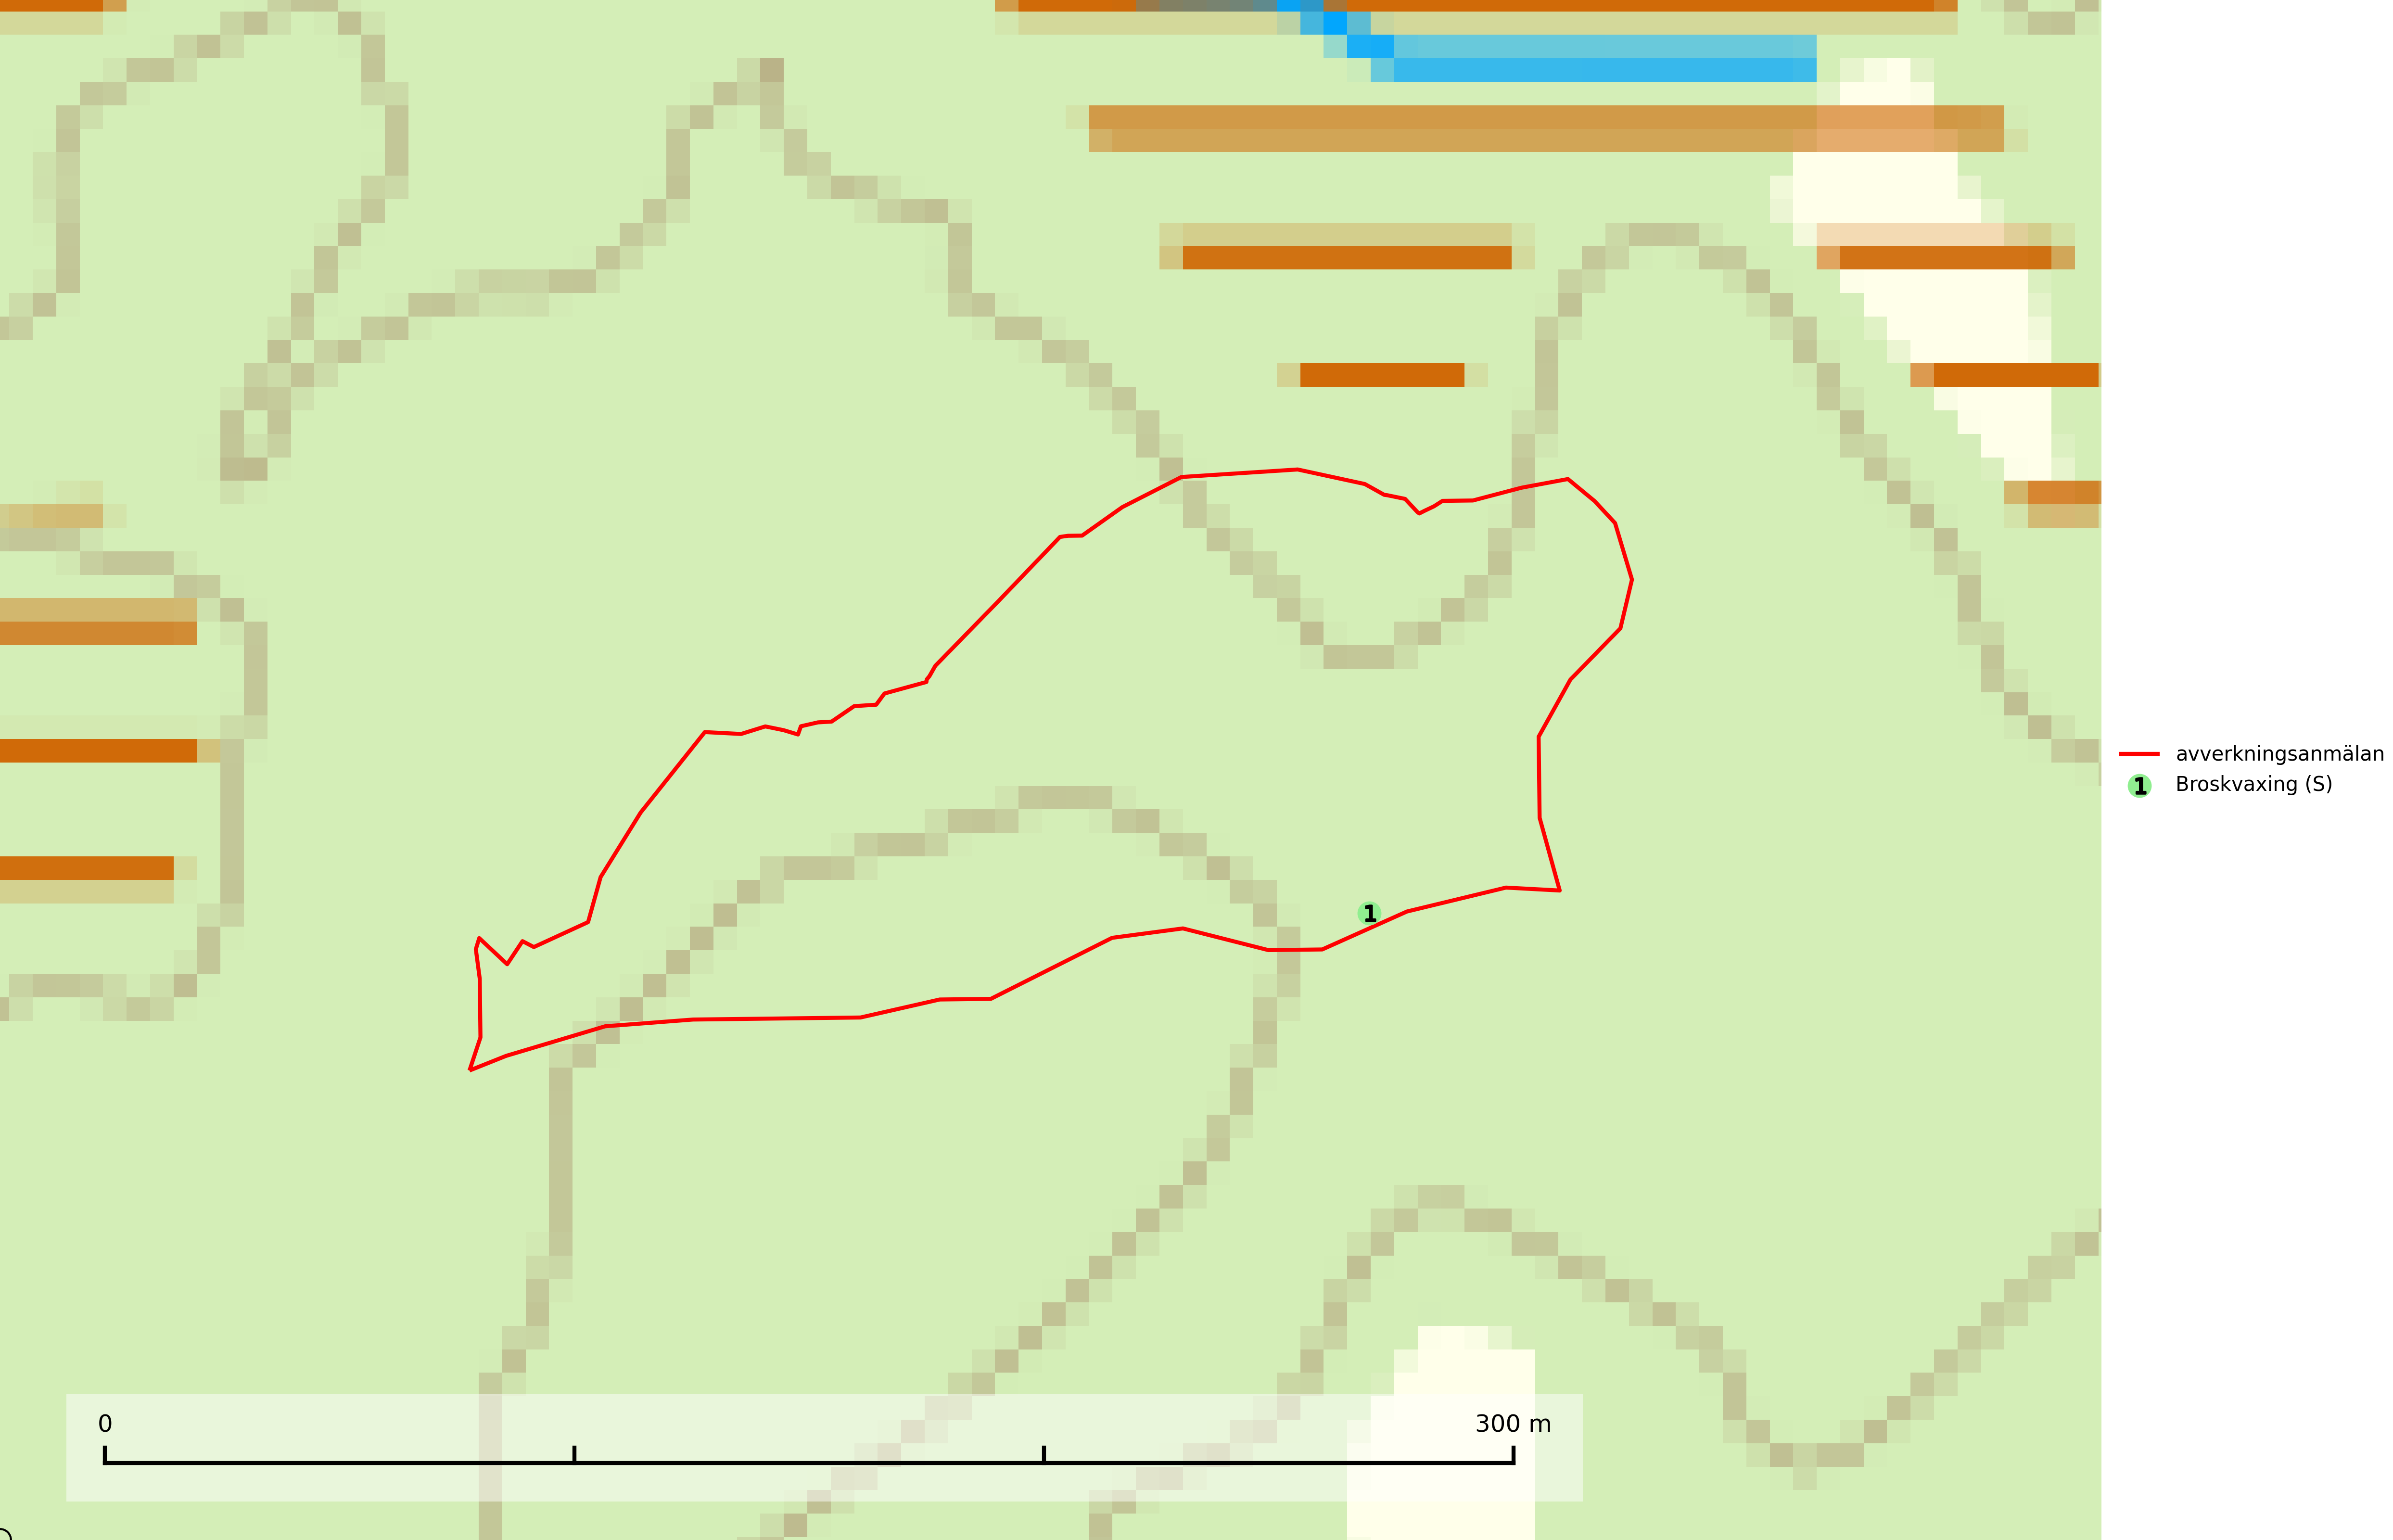 avverkningsanmälan
1 Broskvaxing (S)
1
0 300 m